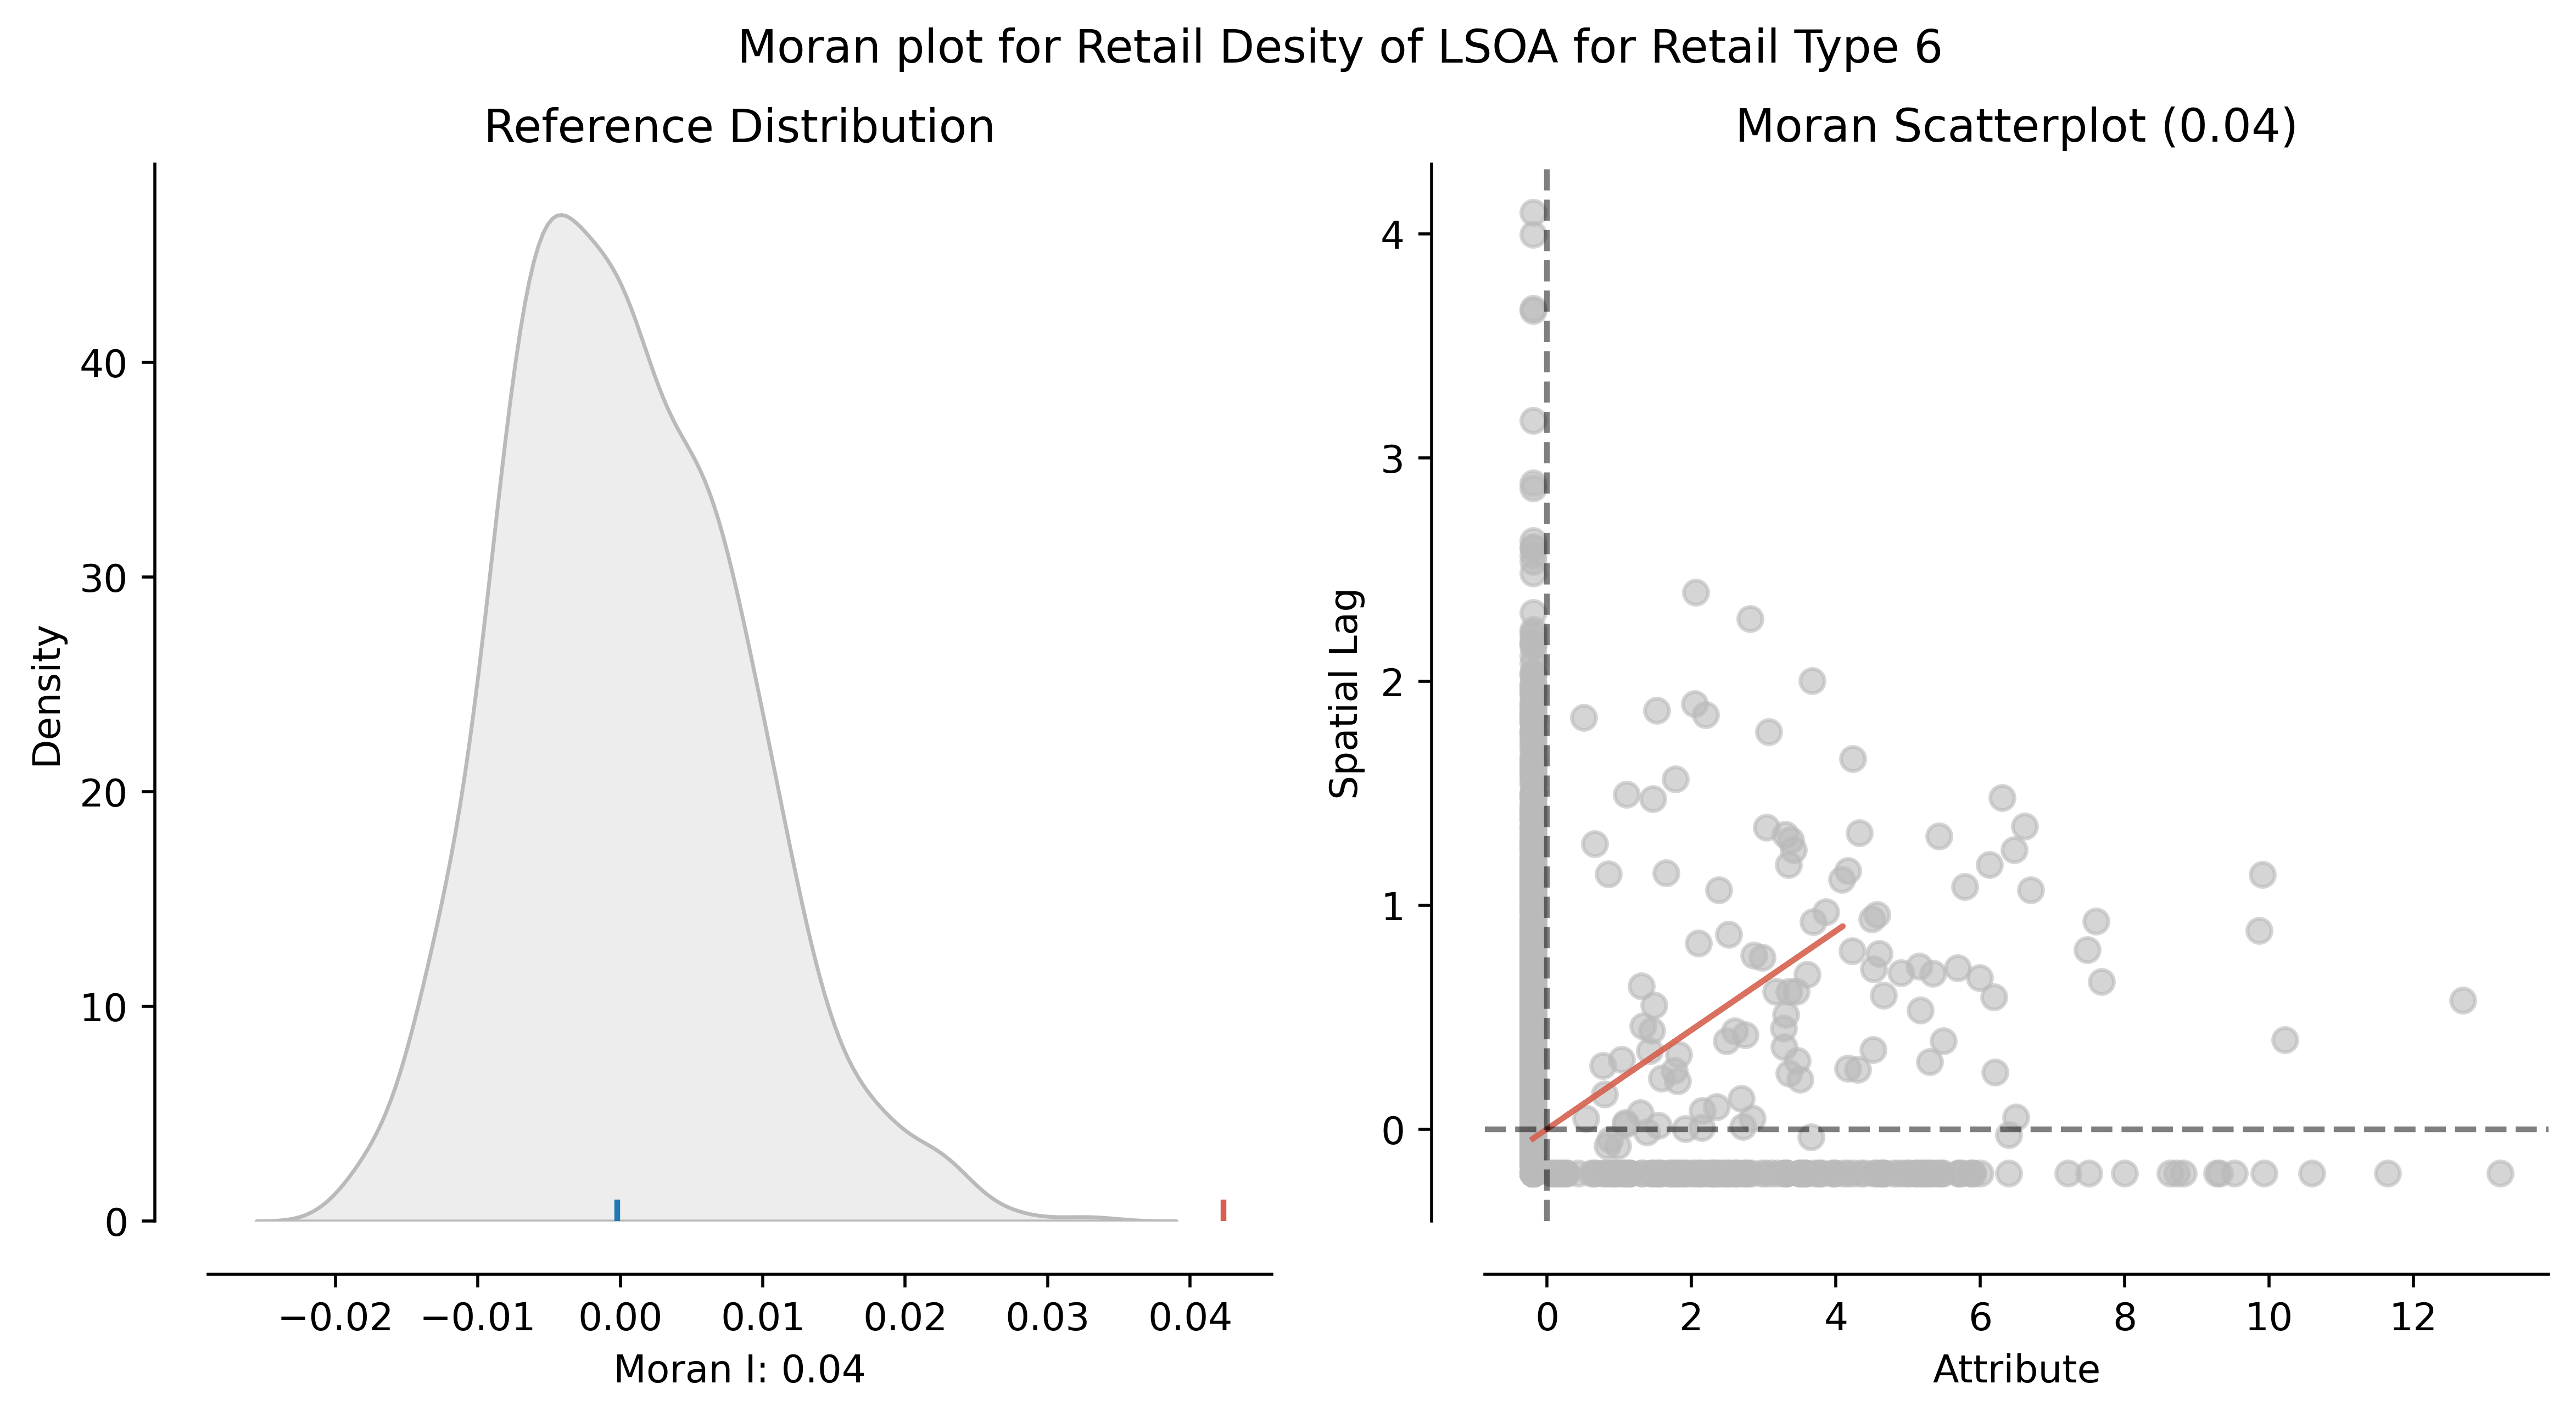 Moran plot for Retail Desity of LSOA for Retail Type 6
Reference Distribution
Density
40
30
20
10
0
−0.02 −0.01 0.00 0.01 0.02 0.03 0.04
Moran I: 0.04
Moran Scatterplot (0.04)
Spatial Lag
4
3
2
1
0
0 2 4 6 8 10 12
Attribute